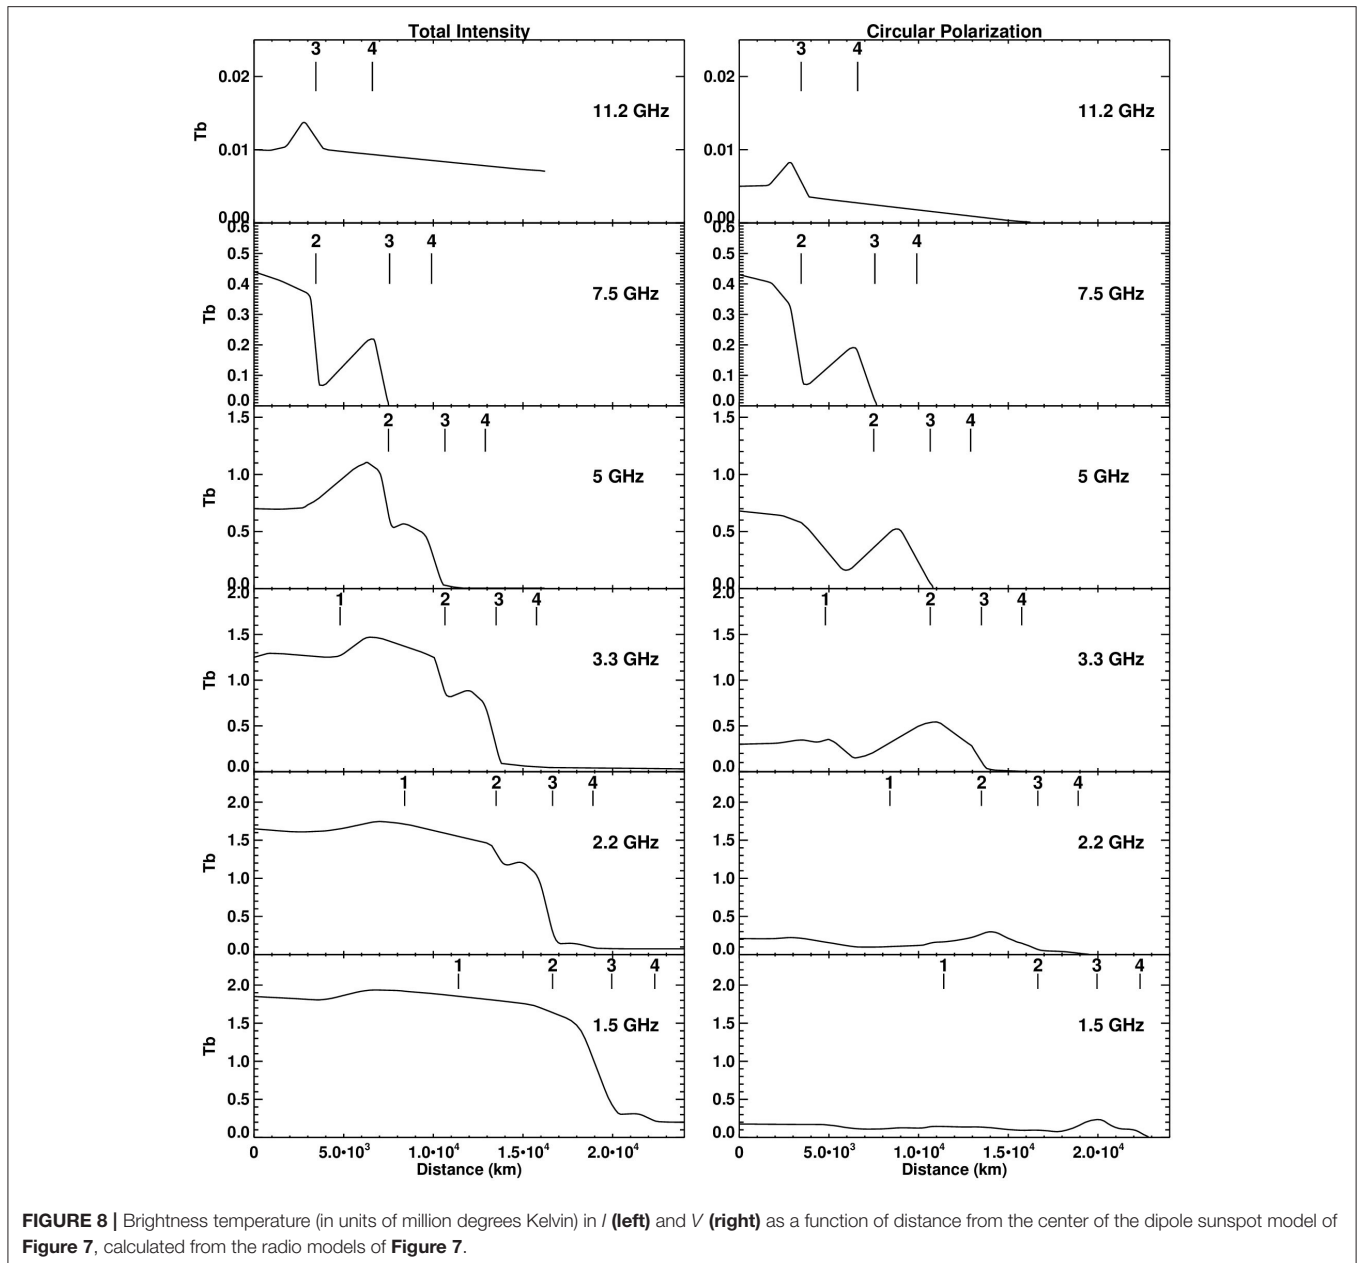 Total Intensity
Circular Polarization
3 4
11.2 GHz
Tb
0.02
0.01
0.00
3 4
11.2 GHz
0.02
0.01
0.00
2 3 4
7.5 GHz
Tb
0.6
0.5
0.4
0.3
0.2
0.1
0.0
2 3 4
7.5 GHz
0.6
0.5
0.4
0.3
0.2
0.1
0.0
2 3 4
5 GHz
Tb
1.5
1.0
0.5
0.0
2 3 4
5 GHz
1.5
1.0
0.5
0.0
1 2 3 4
3.3 GHz
Tb
2.0
1.5
1.0
0.5
0.0
1 2 3 4
3.3 GHz
2.0
1.5
1.0
0.5
0.0
1 2 3 4
2.2 GHz
Tb
2.0
1.5
1.0
0.5
0.0
1 2 3 4
2.2 GHz
2.0
1.5
1.0
0.5
0.0
1 2 3 4
1.5 GHz
Tb
2.0
1.5
1.0
0.5
0.0
1 2 3 4
1.5 GHz
2.0
1.5
1.0
0.5
0.0
0 5.0•10³ 1.0•10⁴ 1.5•10⁴ 2.0•10⁴
Distance (km)
0 5.0•10³ 1.0•10⁴ 1.5•10⁴ 2.0•10⁴
Distance (km)
FIGURE 8 | Brightness temperature (in units of million degrees Kelvin) in I (left) and V (right) as a function of distance from the center of the dipole sunspot model of
Figure 7, calculated from the radio models of Figure 7.